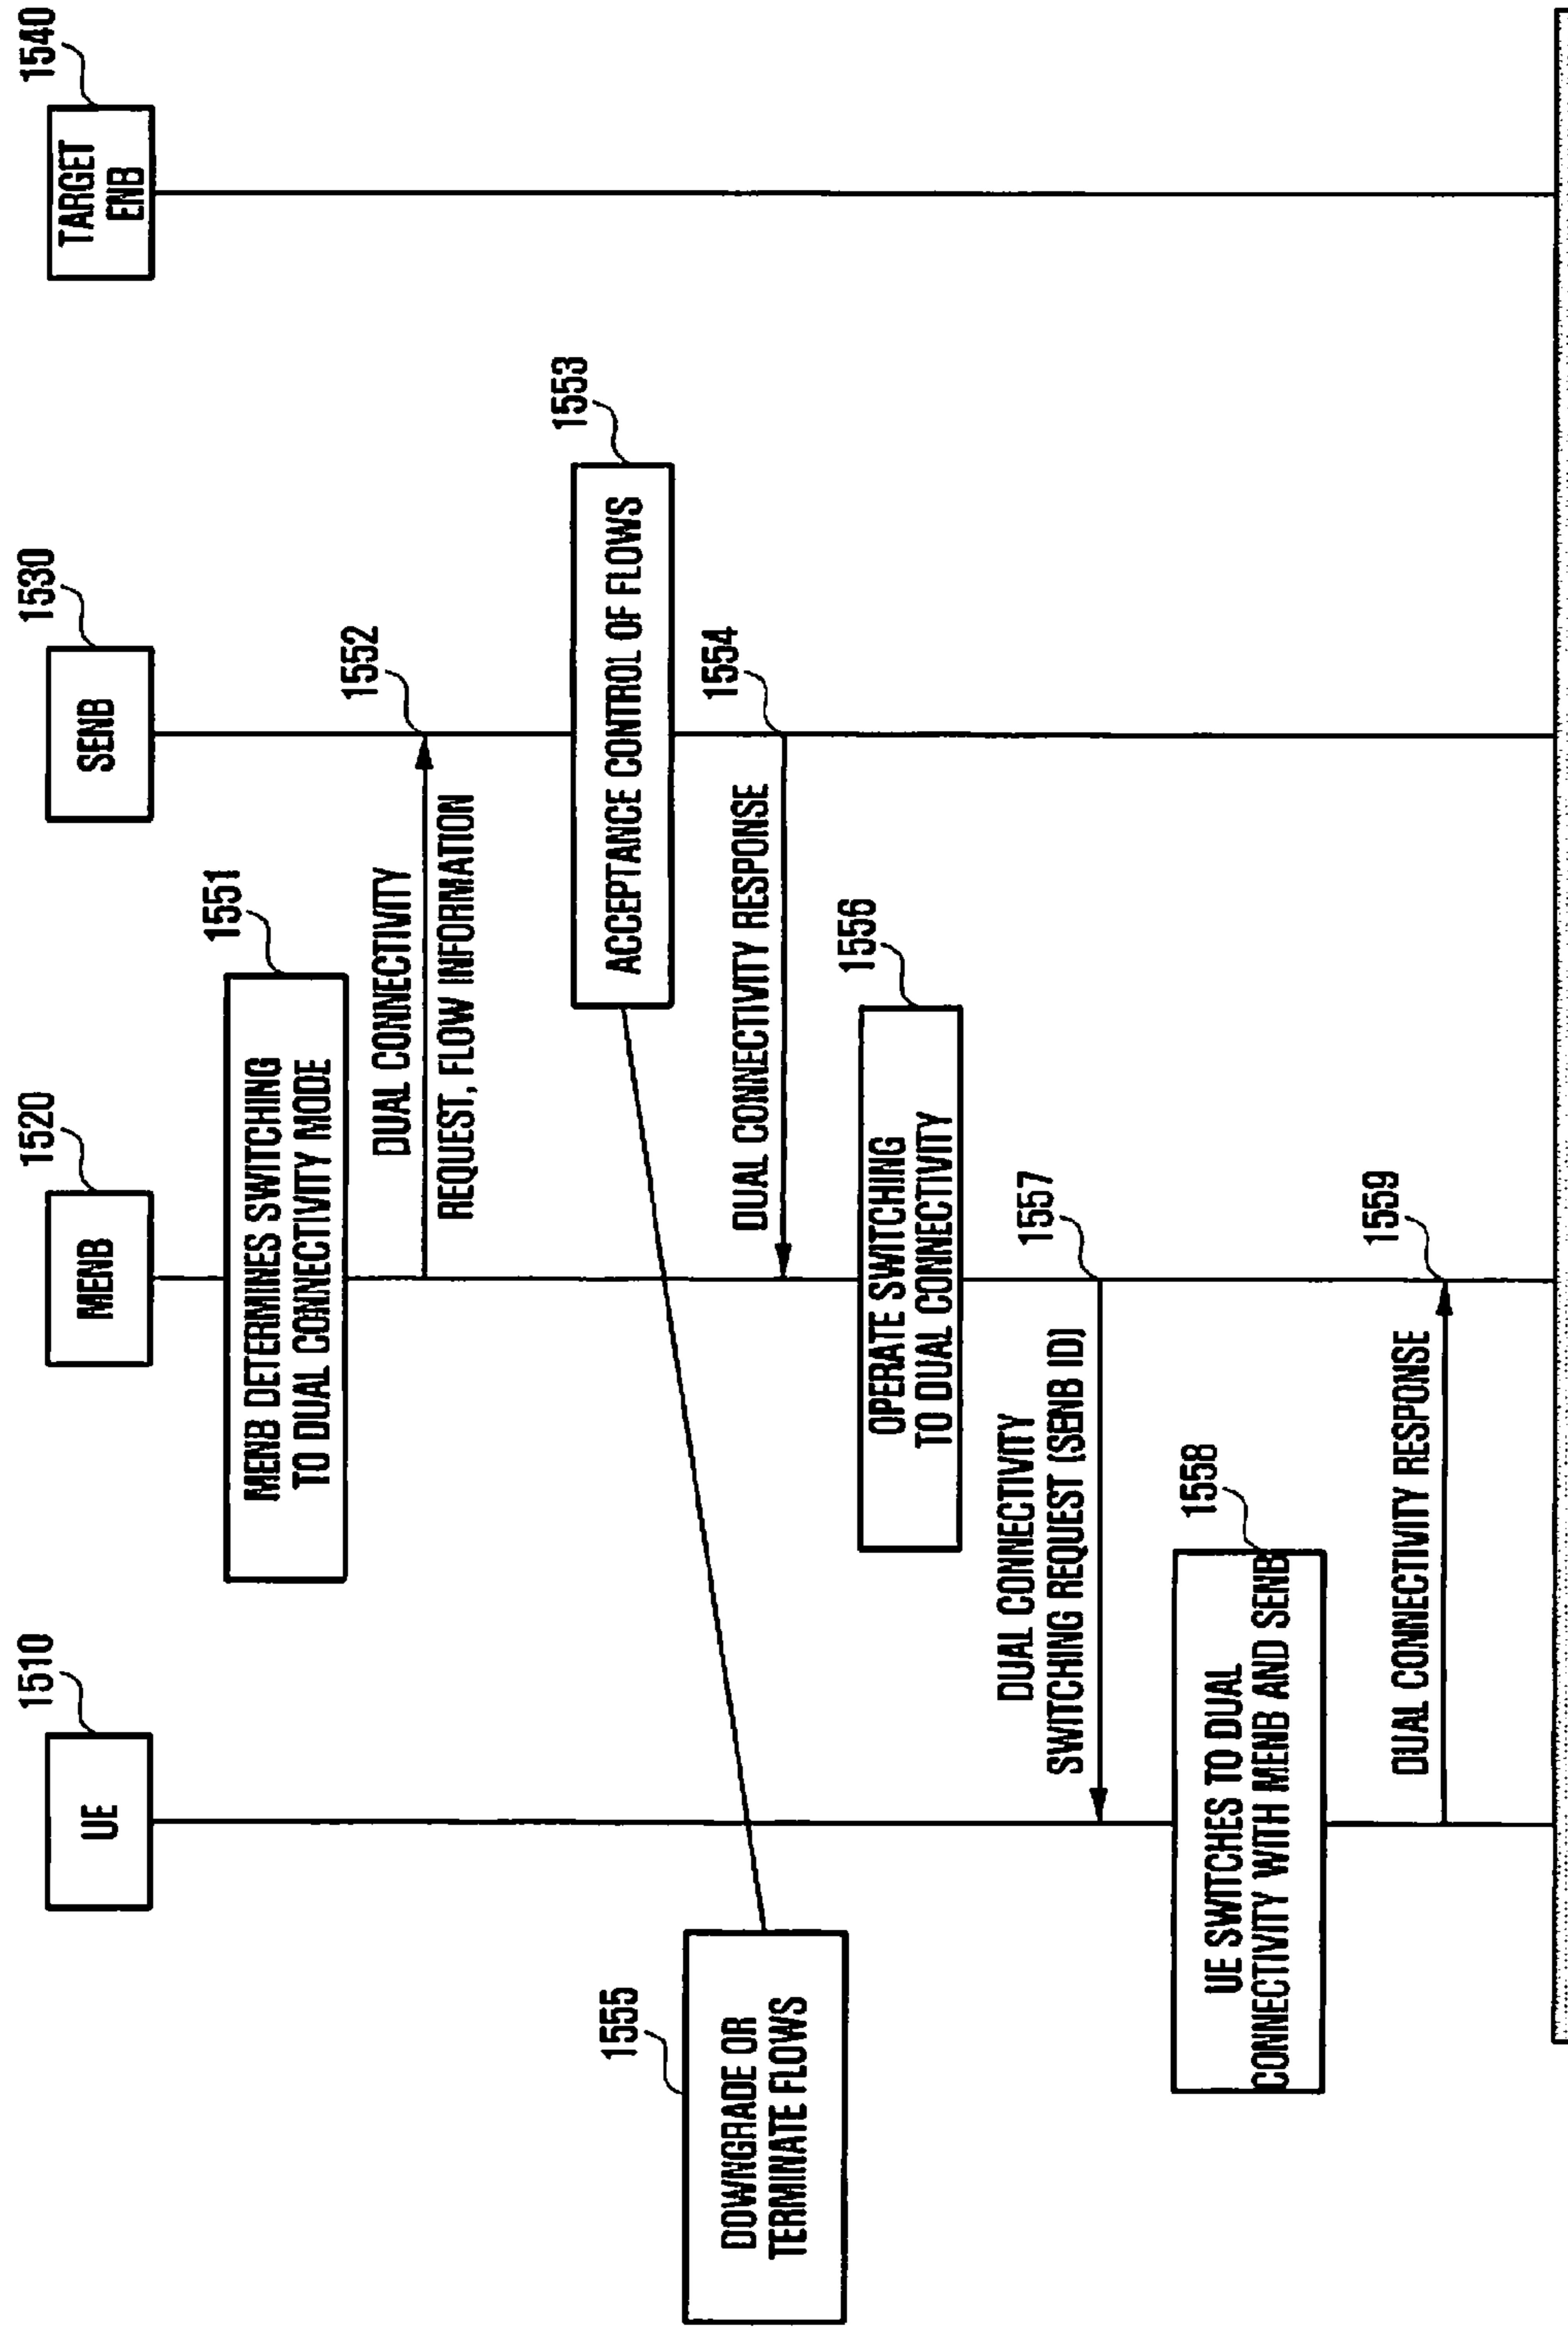 1510
UE
1520
MENB
1530
SENB
1540
TARGET
ENB
1551
MENB DETERMINES SWITCHING
TO DUAL CONNECTIVITY MODE
1552
DUAL CONNECTIVITY
REQUEST, FLOW INFORMATION
1553
ACCEPTANCE CONTROL OF FLOWS
1555
DOWNGRADE OR
TERMINATE FLOWS
1554
DUAL CONNECTIVITY RESPONSE
1556
OPERATE SWITCHING
TO DUAL CONNECTIVITY
1557
DUAL CONNECTIVITY
SWITCHING REQUEST (SENB ID)
1558
UE SWITCHES TO DUAL
CONNECTIVITY WITH MENB AND SENB
1559
DUAL CONNECTIVITY RESPONSE